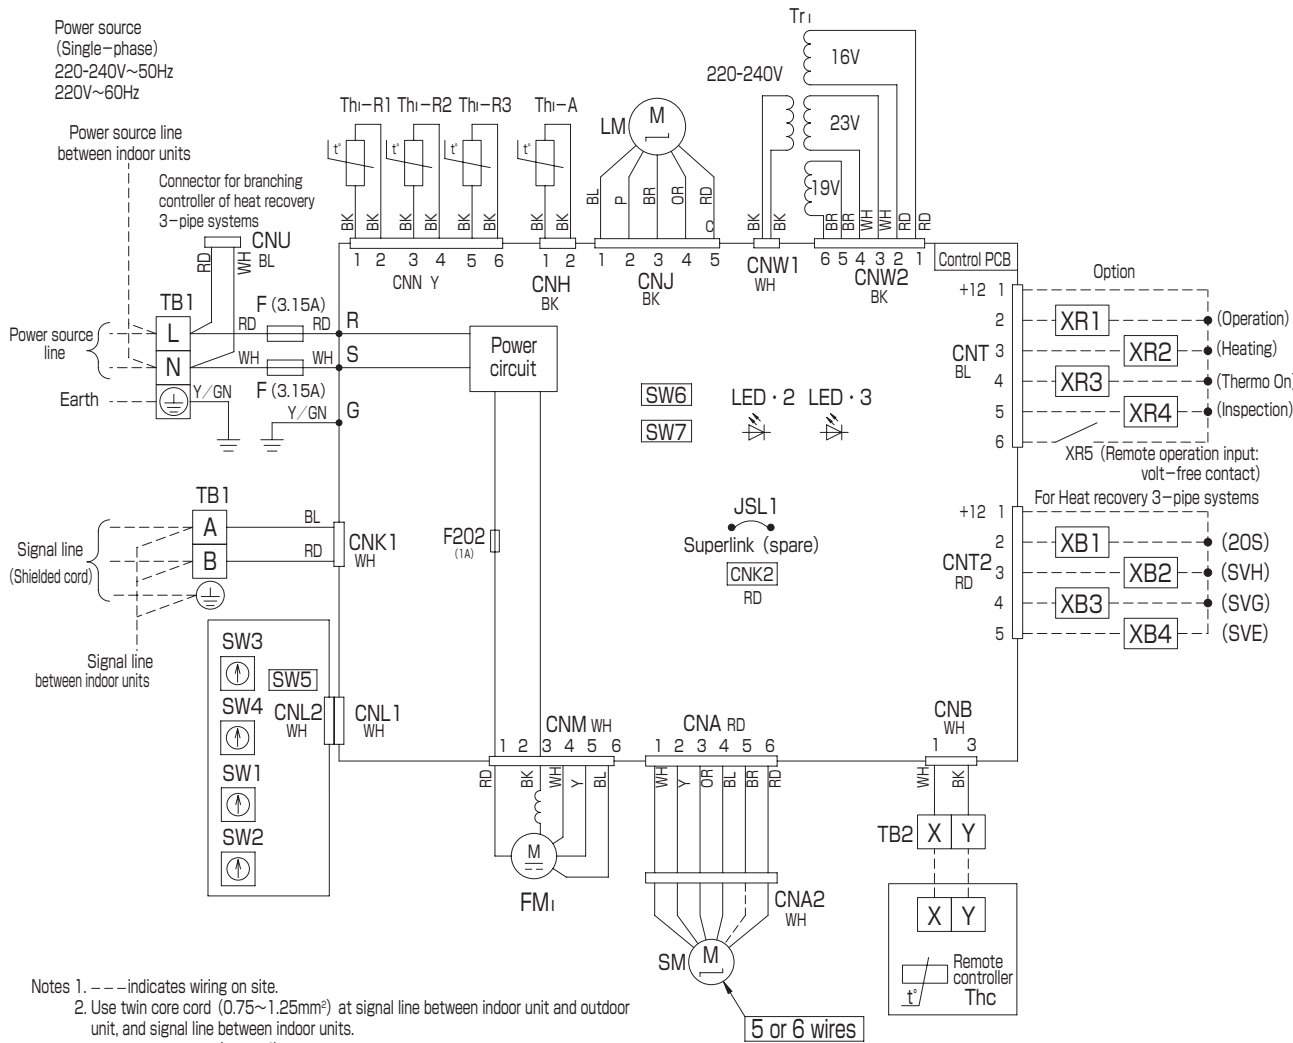 Power source
(Single-phase)
220-240V~50Hz
220V~60Hz
Power source line
between indoor units
Connector for branching
controller of heat recovery
3-pipe systems
CNU
BL
RD
WH
TB1
L
N
Power source
line
Earth
F (3.15A)
RD
RD
WH
WH
F (3.15A)
Y/GN
Y/GN
R
S
G
Power
circuit
ThI-R1
ThI-R2
ThI-R3
ThI-A
t°
t°
t°
t°
BK
BK
BK
BK
BK
BK
BK
BK
1 2 3 4 5 6
CNN Y
1 2
CNH
BK
LM
M
BL
P
BR
OR
RD
C
1 2 3 4 5
CNJ
BK
TrI
220-240V
16V
23V
19V
BK
BK
CNW1
WH
BR
BR
WH
WH
RD
RD
6 5 4 3 2 1
CNW2
BK
Control PCB
Option
+12 1
2
3
4
5
6
CNT
BL
XR1
XR2
XR3
XR4
(Operation)
(Heating)
(Thermo On)
(Inspection)
XR5 (Remote operation input:
volt-free contact)
For Heat recovery 3-pipe systems
+12 1
2
3
4
5
CNT2
RD
XB1
XB2
XB3
XB4
(20S)
(SVH)
(SVG)
(SVE)
SW6
SW7
LED・2
LED・3
JSL1
Superlink (spare)
CNK2
RD
F202
(1A)
TB1
A
B
BL
RD
CNK1
WH
Signal line
(Shielded cord)
Signal line
between indoor units
SW3
SW5
SW4
SW1
SW2
CNL2
WH
CNL1
WH
CNM WH
1 2 3 4 5 6
RD
BK
WH
Y
BL
M
FMI
CNA RD
1 2 3 4 5 6
WH
Y
OR
BL
BR
RD
CNA2
WH
SM
M
5 or 6 wires
CNB
WH
1 3
WH
BK
TB2
X Y
X Y
Remote
controller
t°
Thc
Notes 1. ---indicates wiring on site.
2. Use twin core cord (0.75~1.25mm²) at signal line between indoor unit and outdoor
unit, and signal line between indoor units.